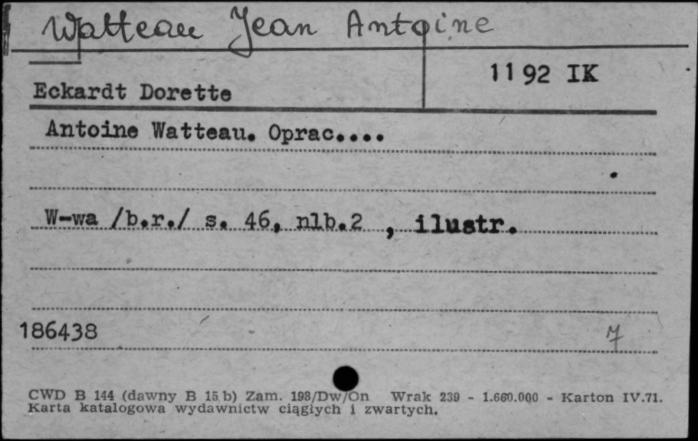 Watteau Jean Antoine
1192 IK
Eckardt Dorette
Antoine Watteau. Oprac....
W-wa /b.r./ s. 46, nlb.2 , ilustr.
186438 7
CWD B 144 (dawny B 15 b) Zam. 198/Dw/On Wrak 239 - 1.660.000 - Karton IV.71.
Karta katalogowa wydawnictw ciągłych i zwartych.